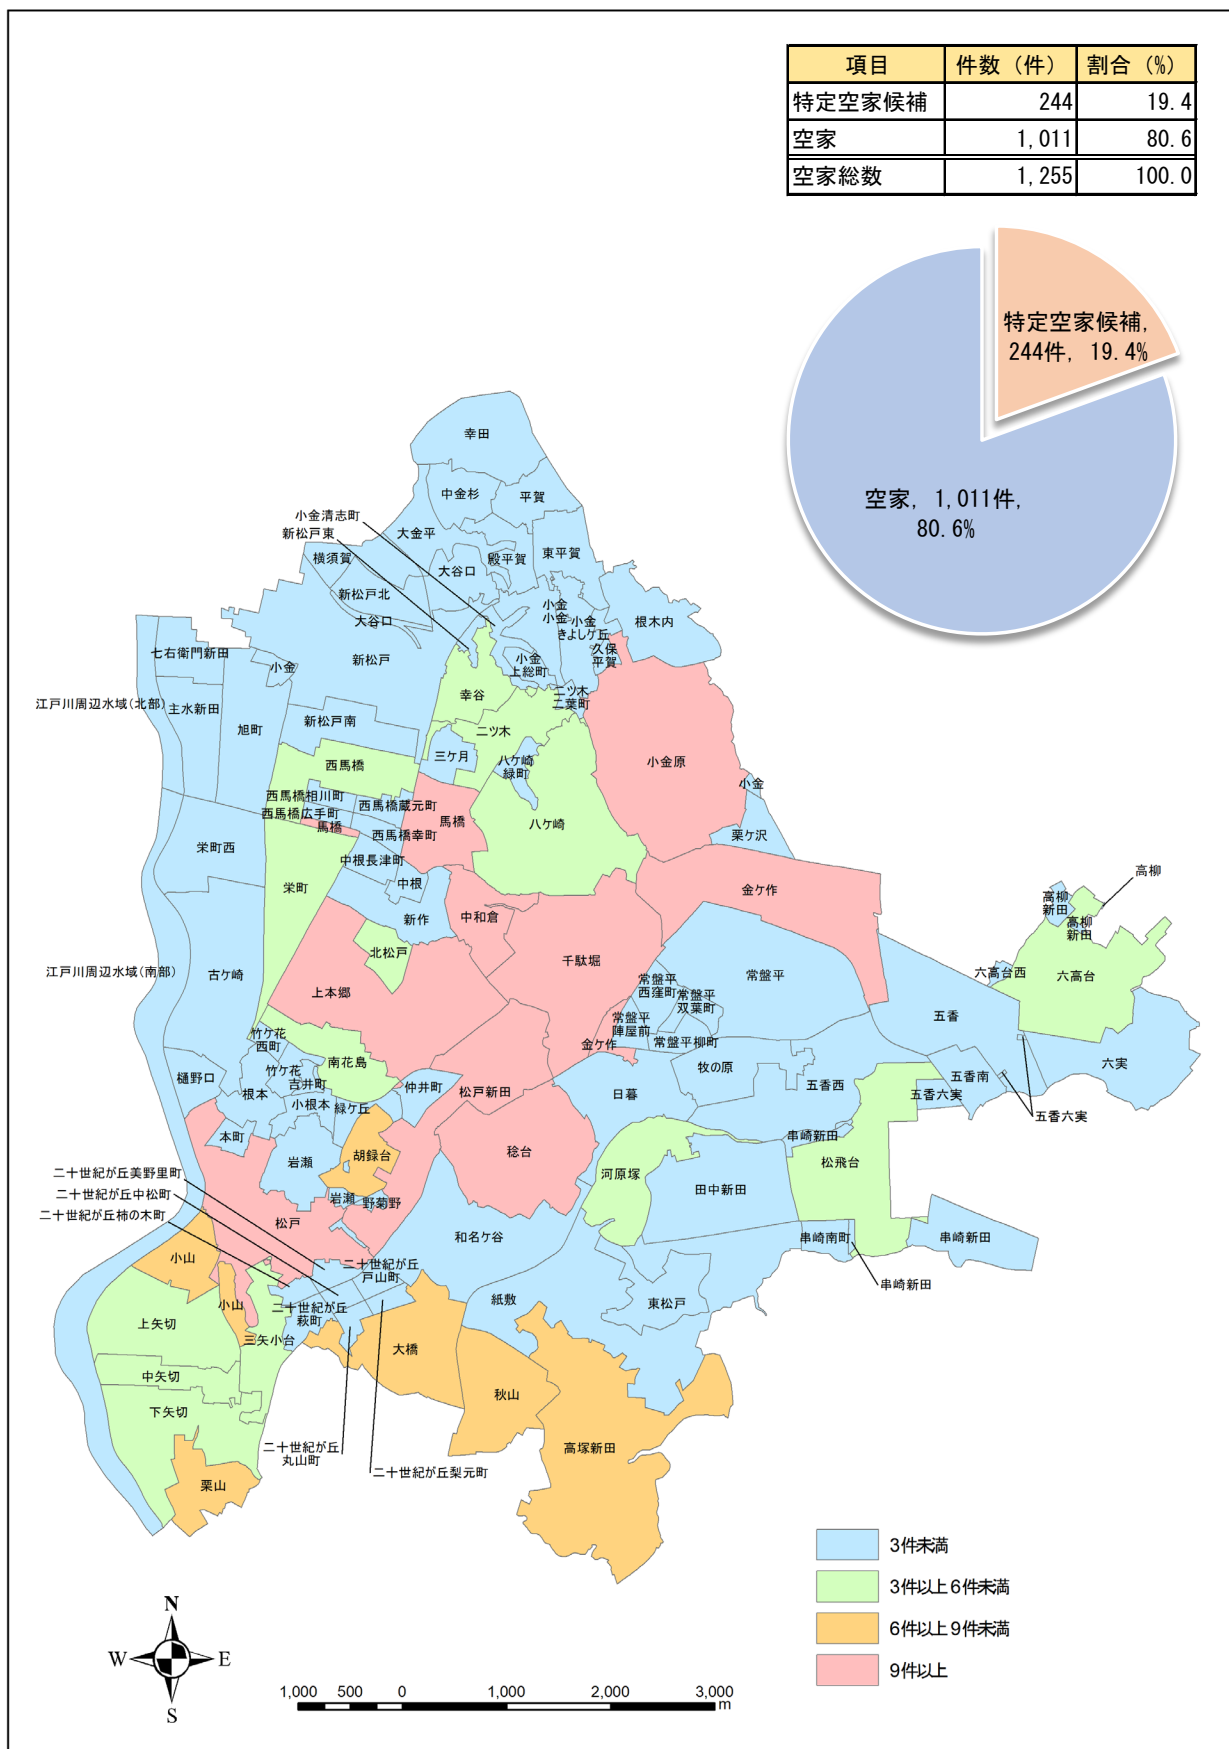 項目 件数（件） 割合（%）
特定空家候補 244 19.4
空家 1,011 80.6
空家総数 1,255 100.0
特定空家候補,
244件, 19.4%
空家, 1,011件,
80.6%
幸田
中金杉
平賀
小金清志町
新松戸東
大金平
横須賀
殿平賀
東平賀
大谷口
新松戸北
大谷口
小金
小金
小金
きよしケ丘
根木内
久保
平賀
七右衛門新田
小金
新松戸
小金
上総町
二ツ木
二葉町
江戸川周辺水域(北部)
主水新田
旭町
新松戸南
幸谷
二ツ木
三ケ月
八ケ崎
緑町
小金原
小金
西馬橋
西馬橋相川町
西馬橋蔵元町
西馬橋広手町
馬橋
西馬橋幸町
馬橋
八ケ崎
栗ケ沢
栄町西
中根長津町
中根
栄町
新作
中和倉
金ケ作
高柳
高柳
新田
高柳
新田
北松戸
千駄堀
江戸川周辺水域(南部)
古ケ崎
上本郷
常盤平
西窪町
常盤平
常盤平
双葉町
六高台西
六高台
常盤平
陣屋前
五香
竹ケ花
西町
金ケ作
常盤平柳町
南花島
樋野口
竹ケ花
吉井町
根本
小根本
緑ケ丘
仲井町
松戸新田
日暮
牧の原
五香西
五香南
五香六実
六実
五香六実
本町
岩瀬
胡録台
稔台
串崎新田
松飛台
河原塚
田中新田
二十世紀が丘美野里町
二十世紀が丘中松町
二十世紀が丘柿の木町
岩瀬
野菊野
松戸
和名ケ谷
串崎南町
串崎新田
小山
二十世紀が丘
戸山町
串崎新田
小山
二十世紀が丘
萩町
紙敷
東松戸
上矢切
三矢小台
大橋
中矢切
秋山
下矢切
二十世紀が丘
丸山町
二十世紀が丘梨元町
高塚新田
栗山
3件未満
3件以上6件未満
6件以上9件未満
9件以上
N
W E
S
1,000 500 0 1,000 2,000 3,000
m